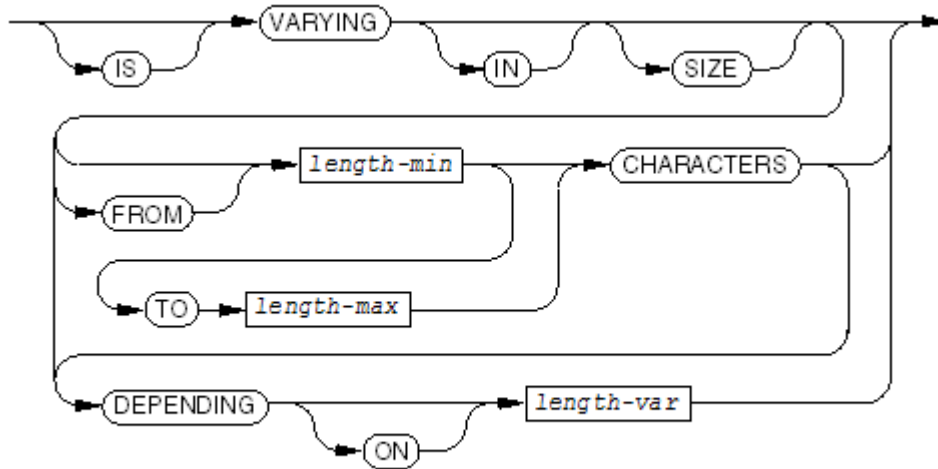 VARYING
IS IN SIZE
length-min CHARACTERS
FROM
TO length-max
DEPENDING length-var
ON